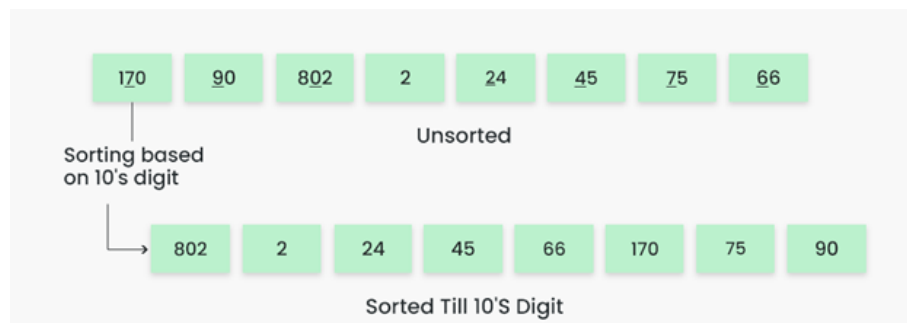 170 90 802 2 24 45 75 66
Unsorted
Sorting based
on 10's digit
802 2 24 45 66 170 75 90
Sorted Till 10'S Digit